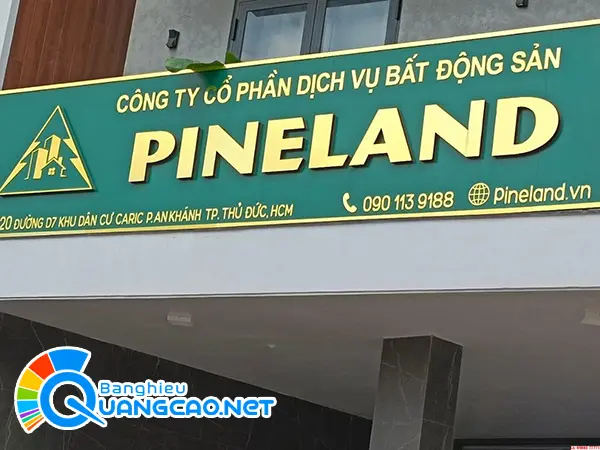 CÔNG TY CỔ PHẦN DỊCH VỤ BẤT ĐỘNG SẢN
PINELAND
090 113 9188 Pineland.vn
20 ĐƯỜNG D7 KHU DÂN CƯ CARIC P.AN KHÁNH TP. THỦ ĐỨC, HCM
Banghieu
QUANGCAO.NET